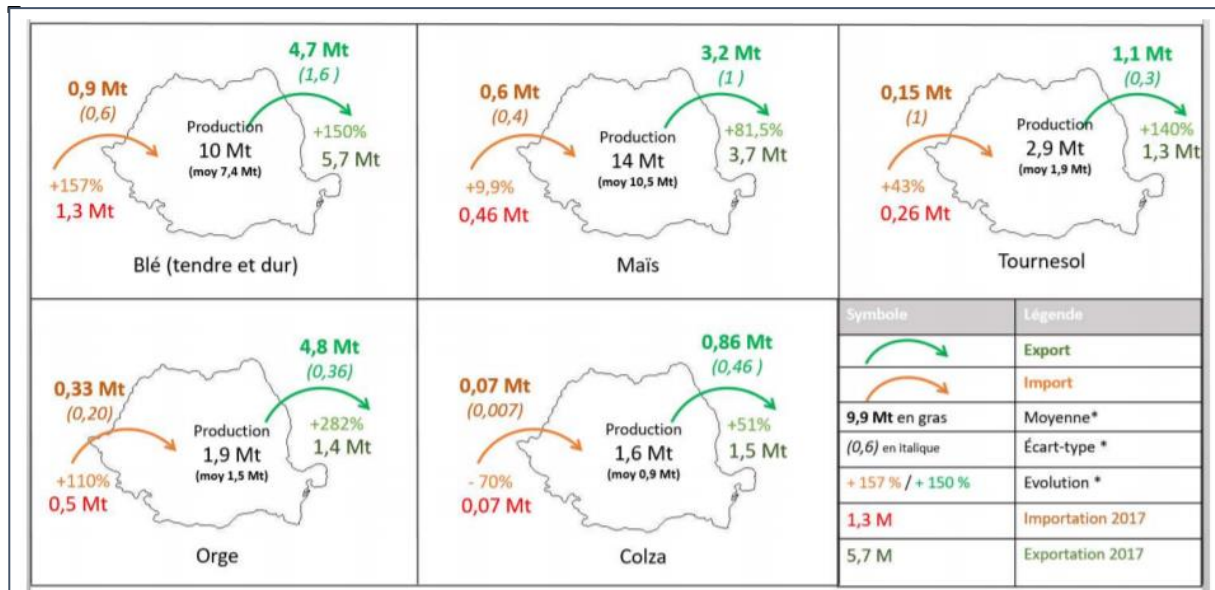 4,7 Mt
(1,6 )
0,9 Mt
(0,6)
Production
10 Mt
(moy 7,4 Mt)
+150%
5,7 Mt
+157%
1,3 Mt
Blé (tendre et dur)
3,2 Mt
(1 )
0,6 Mt
(0,4)
Production
14 Mt
(moy 10,5 Mt)
+81,5%
3,7 Mt
+9,9%
0,46 Mt
Maïs
1,1 Mt
(0,3)
0,15 Mt
(1)
Production
2,9 Mt
(moy 1,9 Mt)
+140%
1,3 Mt
+43%
0,26 Mt
Tournesol
4,8 Mt
(0,36)
0,33 Mt
(0,20)
Production
1,9 Mt
(moy 1,5 Mt)
+282%
1,4 Mt
+110%
0,5 Mt
Orge
0,86 Mt
(0,46 )
0,07 Mt
(0,007)
Production
1,6 Mt
(moy 0,9 Mt)
+51%
1,5 Mt
- 70%
0,07 Mt
Colza
Symbole Légende
Export
Import
9,9 Mt en gras Moyenne*
(0,6) en italique Écart-type *
+ 157 % / + 150 % Evolution *
1,3 M Importation 2017
5,7 M Exportation 2017